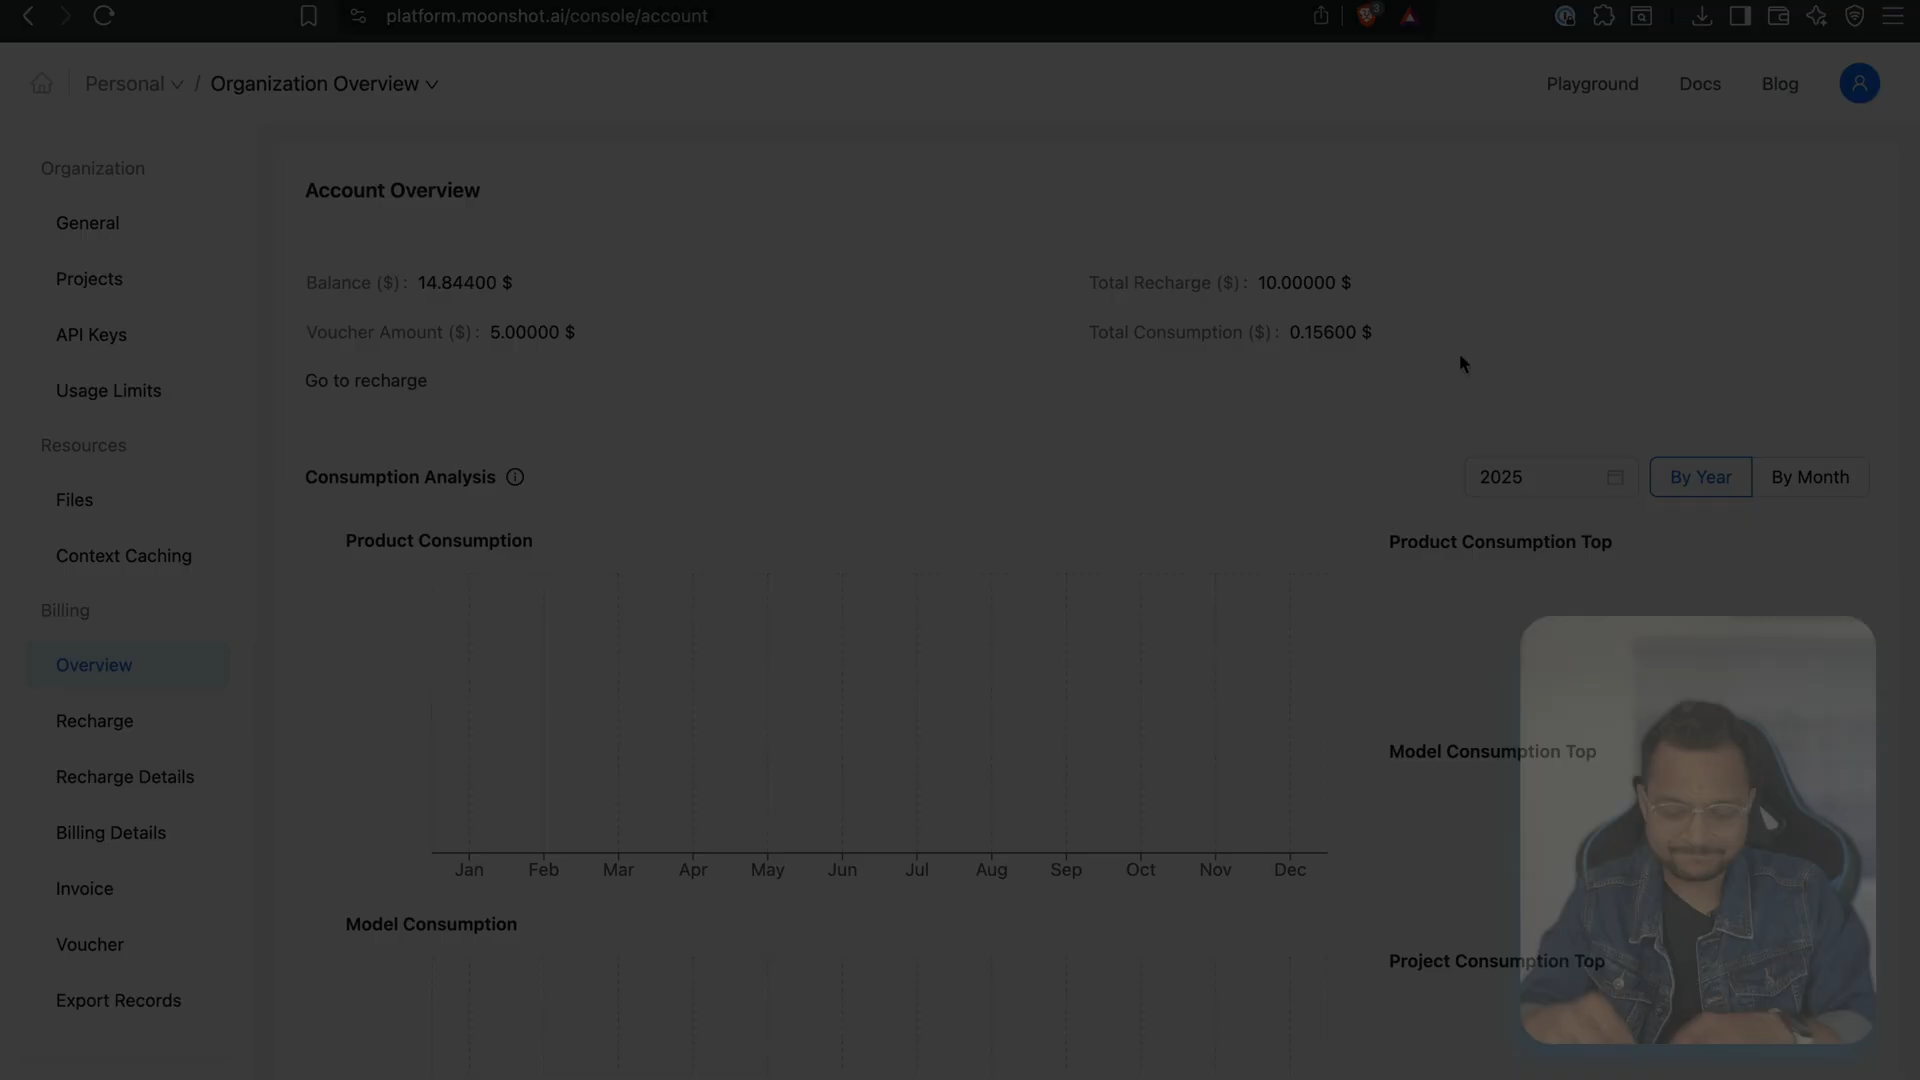 platform.moonshot.ai/console/account
3
Personal / Organization Overview
Playground
Docs
Blog
Organization
General
Projects
API Keys
Usage Limits
Resources
Files
Context Caching
Billing
Overview
Recharge
Recharge Details
Billing Details
Invoice
Voucher
Export Records
Account Overview
Balance ($) : 14.84400 $
Total Recharge ($) : 10.00000 $
Voucher Amount ($) : 5.00000 $
Total Consumption ($) : 0.15600 $
Go to recharge
Consumption Analysis
2025
By Year
By Month
Product Consumption
Product Consumption Top
Jan Feb Mar Apr May Jun Jul Aug Sep Oct Nov Dec
Model Consumption Top
Model Consumption
Project Consumption Top